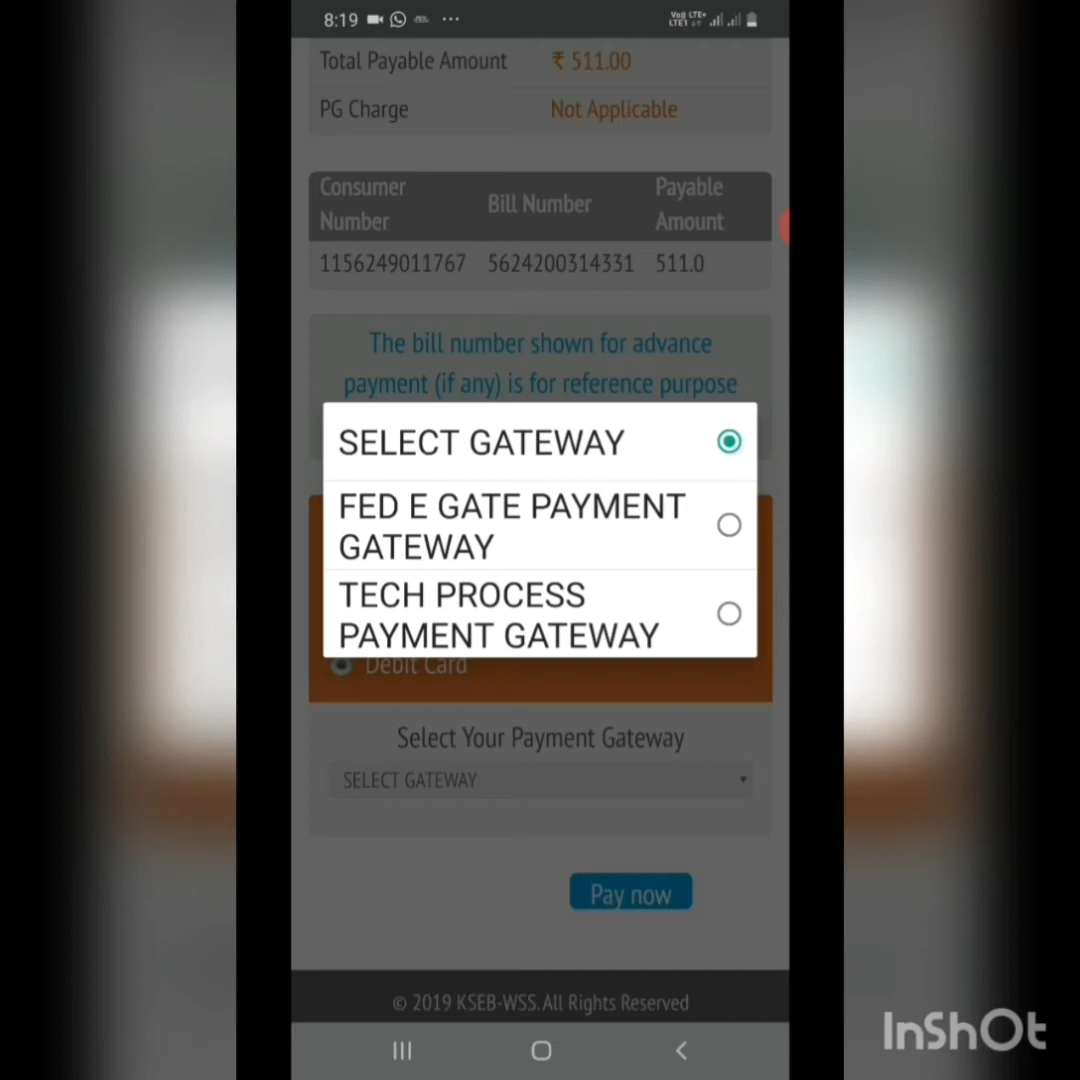 8:19
Total Payable Amount ₹ 511.00
PG Charge Not Applicable
Consumer Number Bill Number Payable Amount
1156249011767 5624200314331 511.0
The bill number shown for advance
payment (if any) is for reference purpose
SELECT GATEWAY
FED E GATE PAYMENT
GATEWAY
TECH PROCESS
PAYMENT GATEWAY
Debit Card
Select Your Payment Gateway
SELECT GATEWAY
Pay now
© 2019 KSEB-WSS. All Rights Reserved
InShOt